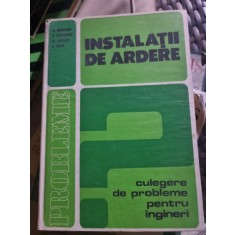 INSTALAȚII
DE ARDERE
PROBLEME
culegere
de probleme
pentru
ingineri